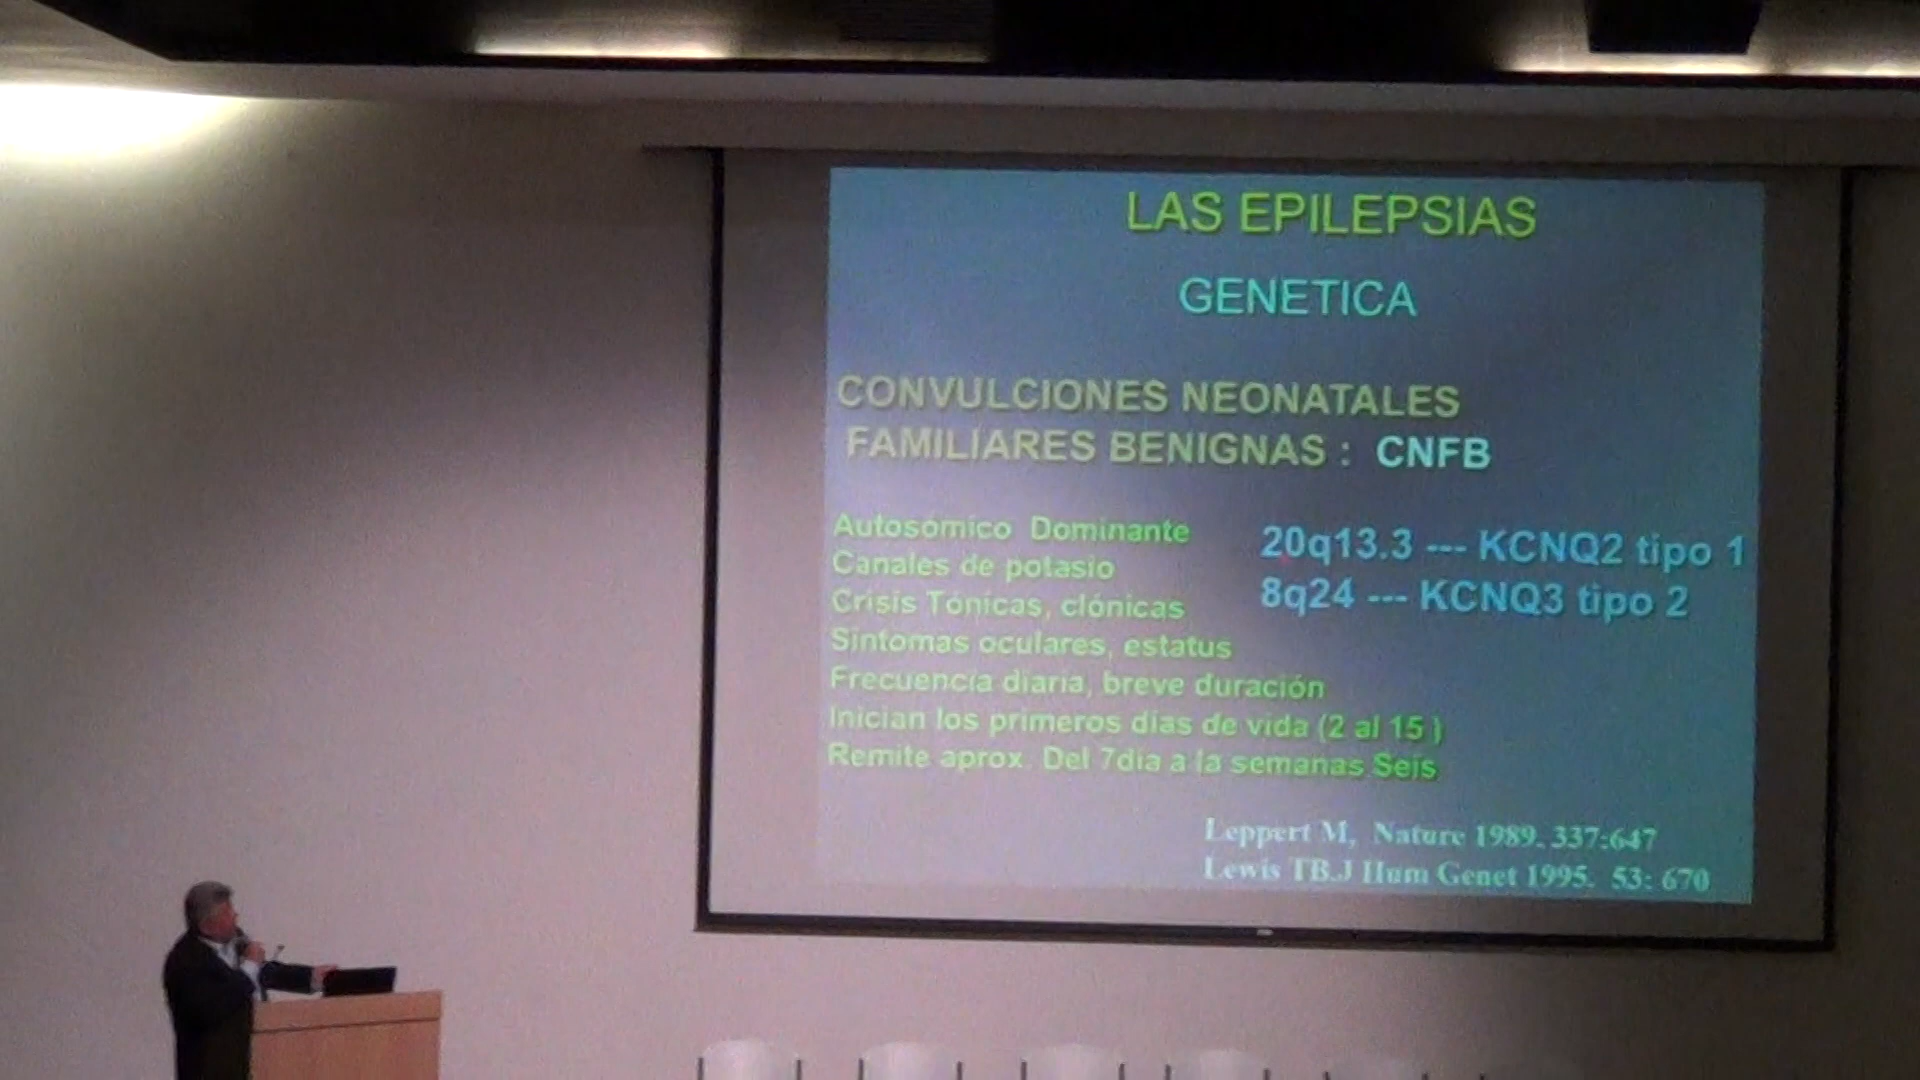 LAS EPILEPSIAS
GENETICA
CONVULCIONES NEONATALES
FAMILIARES BENIGNAS : CNFB
Autosómico Dominante
Canales de potasio
Crisis Tónicas, clónicas
Síntomas oculares, estatus
Frecuencia diaria, breve duración
Inician los primeros días de vida (2 al 15 )
Remite aprox. Del 7dia a la semanas Seis
20q13.3 --- KCNQ2 tipo 1
8q24 --- KCNQ3 tipo 2
Leppert M, Nature 1989. 337:647
Lewis TB.J Hum Genet 1995. 53: 670